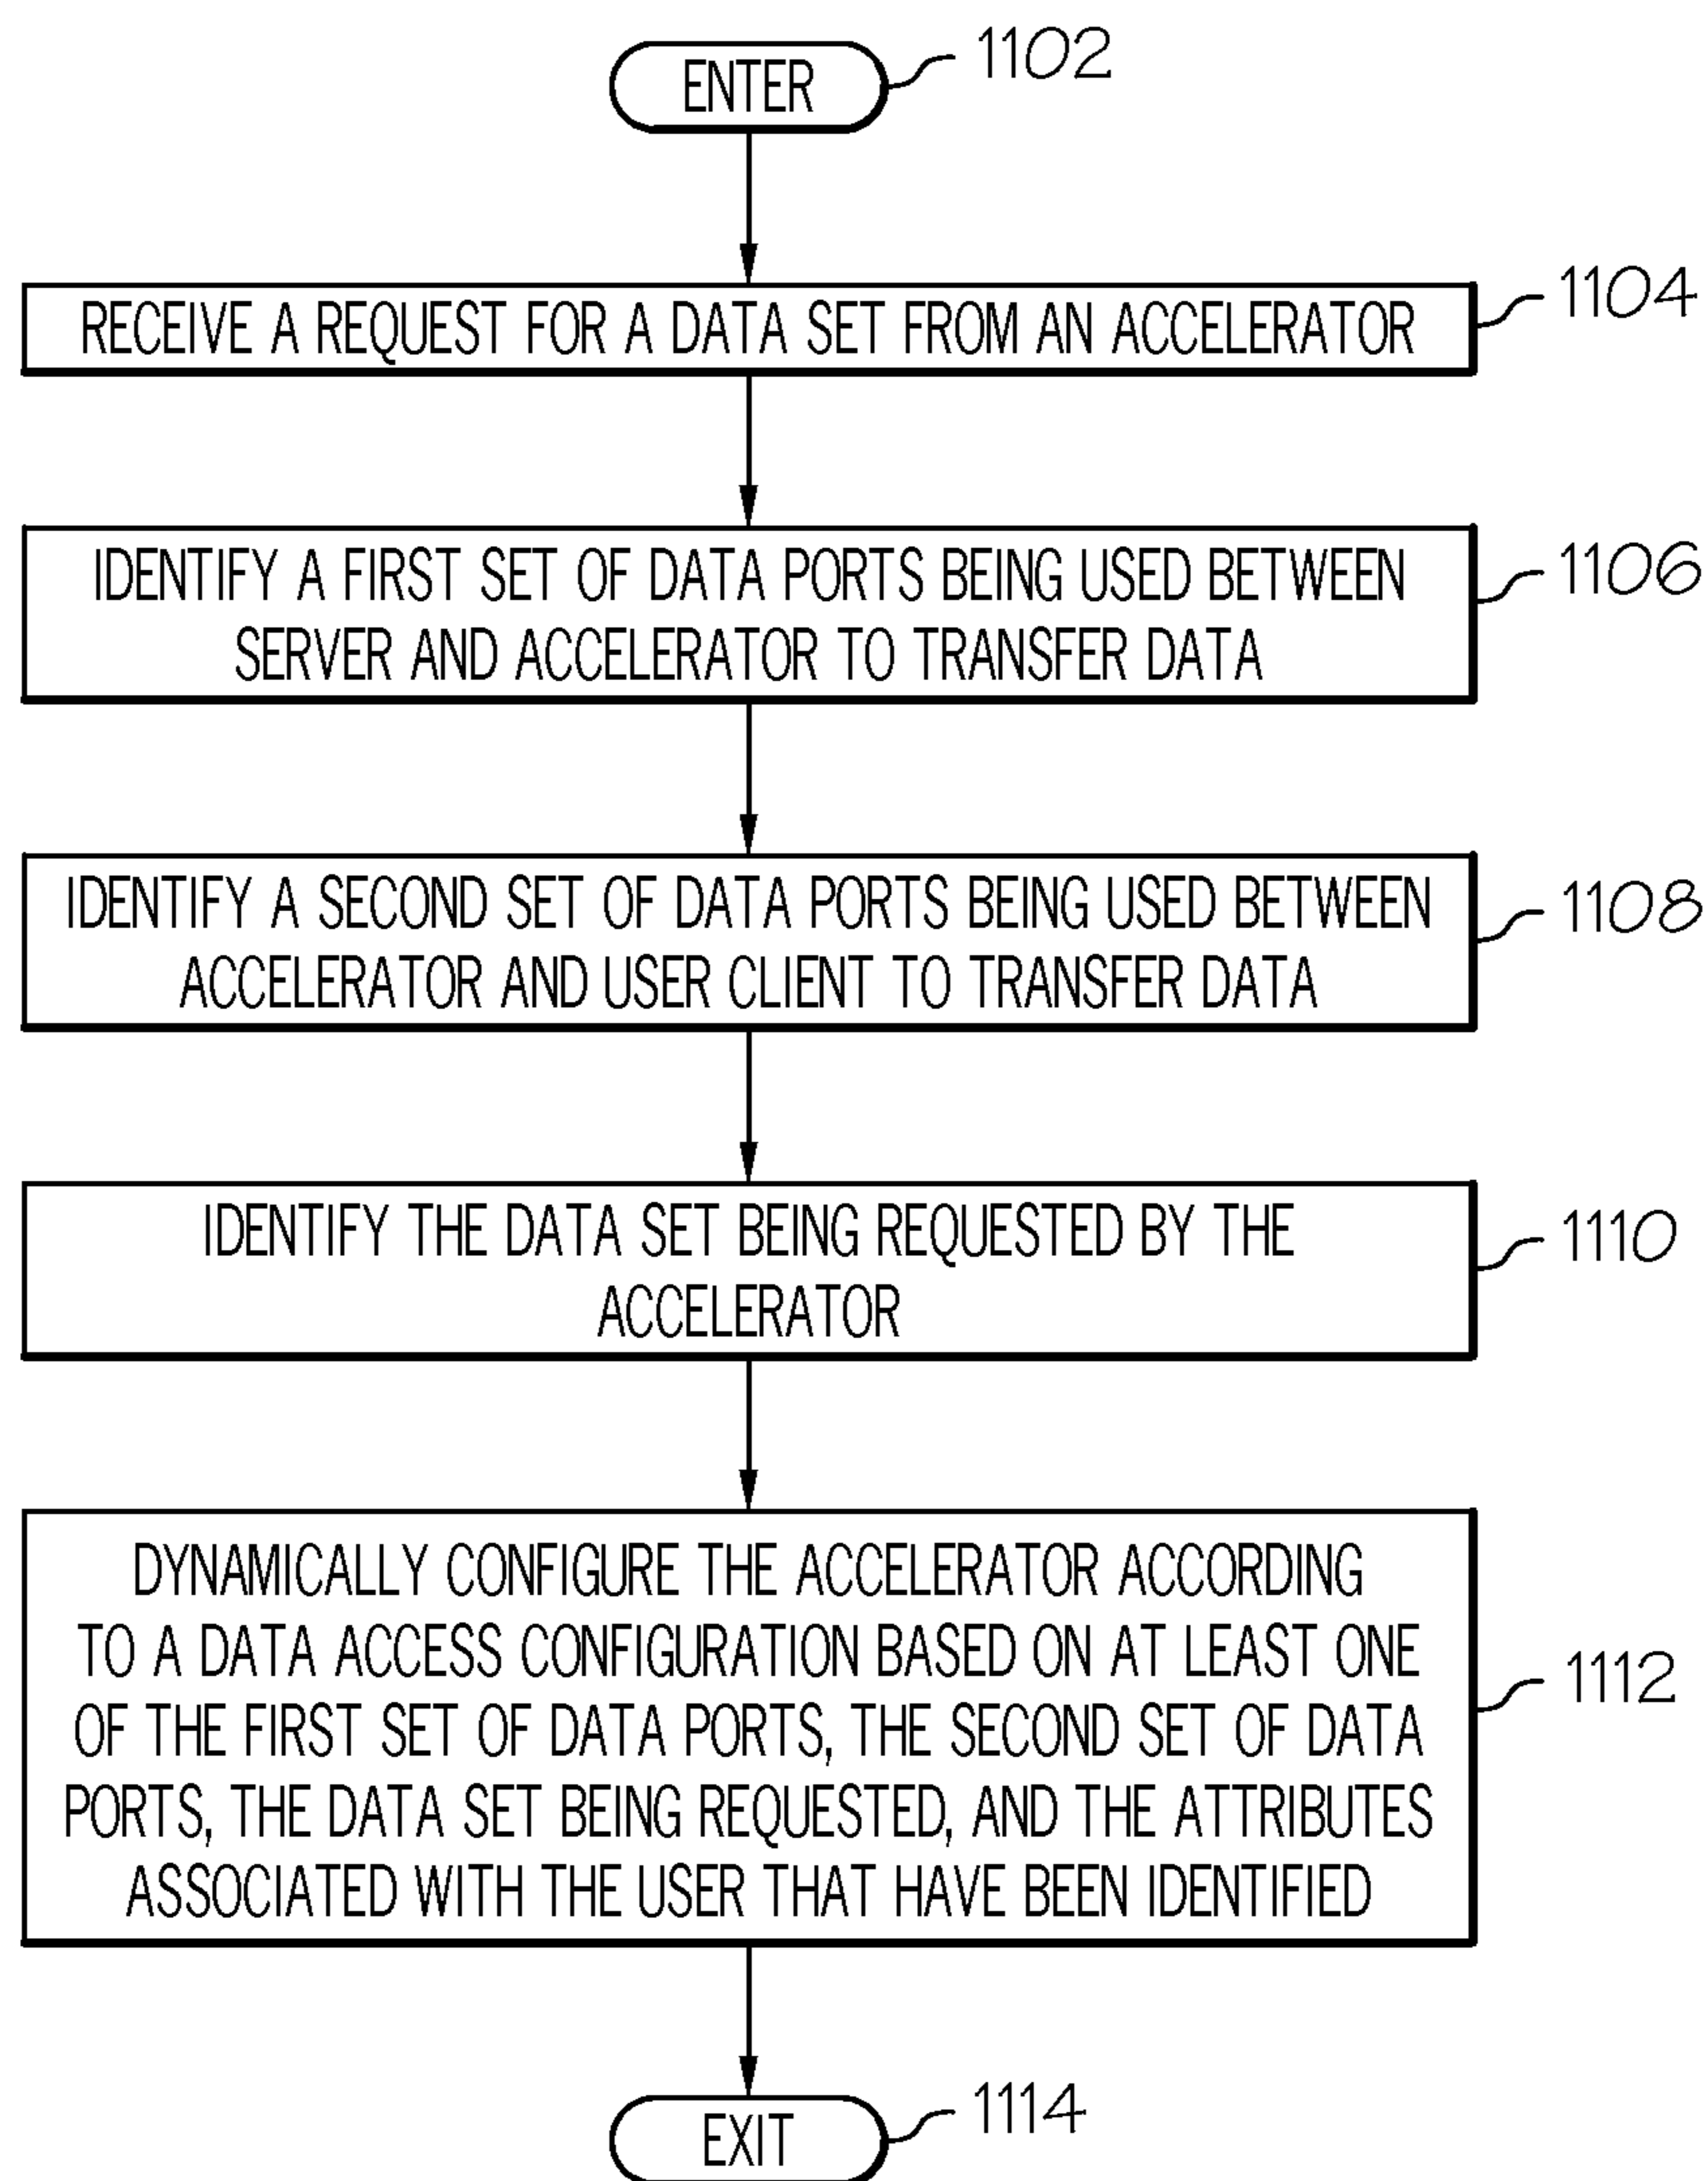 ENTER
1102
RECEIVE A REQUEST FOR A DATA SET FROM AN ACCELERATOR
1104
IDENTIFY A FIRST SET OF DATA PORTS BEING USED BETWEEN
SERVER AND ACCELERATOR TO TRANSFER DATA
1106
IDENTIFY A SECOND SET OF DATA PORTS BEING USED BETWEEN
ACCELERATOR AND USER CLIENT TO TRANSFER DATA
1108
IDENTIFY THE DATA SET BEING REQUESTED BY THE
ACCELERATOR
1110
DYNAMICALLY CONFIGURE THE ACCELERATOR ACCORDING
TO A DATA ACCESS CONFIGURATION BASED ON AT LEAST ONE
OF THE FIRST SET OF DATA PORTS, THE SECOND SET OF DATA
PORTS, THE DATA SET BEING REQUESTED, AND THE ATTRIBUTES
ASSOCIATED WITH THE USER THAT HAVE BEEN IDENTIFIED
1112
EXIT
1114